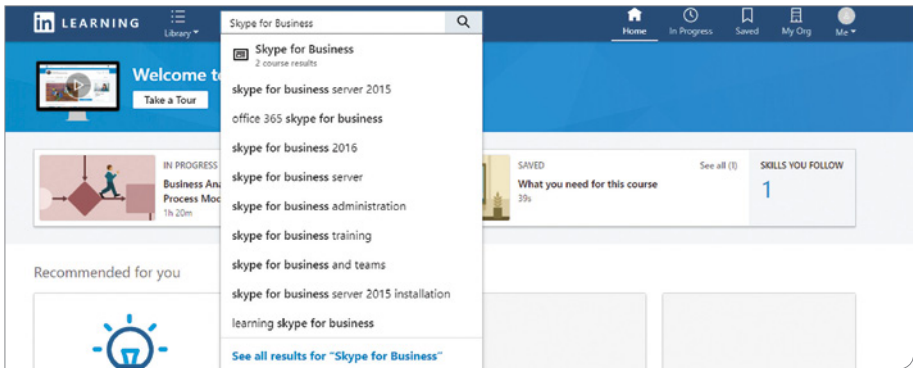 in LEARNING
Library
Skype for Business
Home
In Progress
Saved
My Org
Me
Welcome t
Take a Tour
Skype for Business
2 course results
skype for business server 2015
office 365 skype for business
skype for business 2016
skype for business server
skype for business administration
skype for business training
skype for business and teams
skype for business server 2015 installation
learning skype for business
See all results for "Skype for Business"
IN PROGRESS
Business Ana
Process Mod
1h 20m
SAVED
See all (1)
What you need for this course
39s
SKILLS YOU FOLLOW
1
Recommended for you